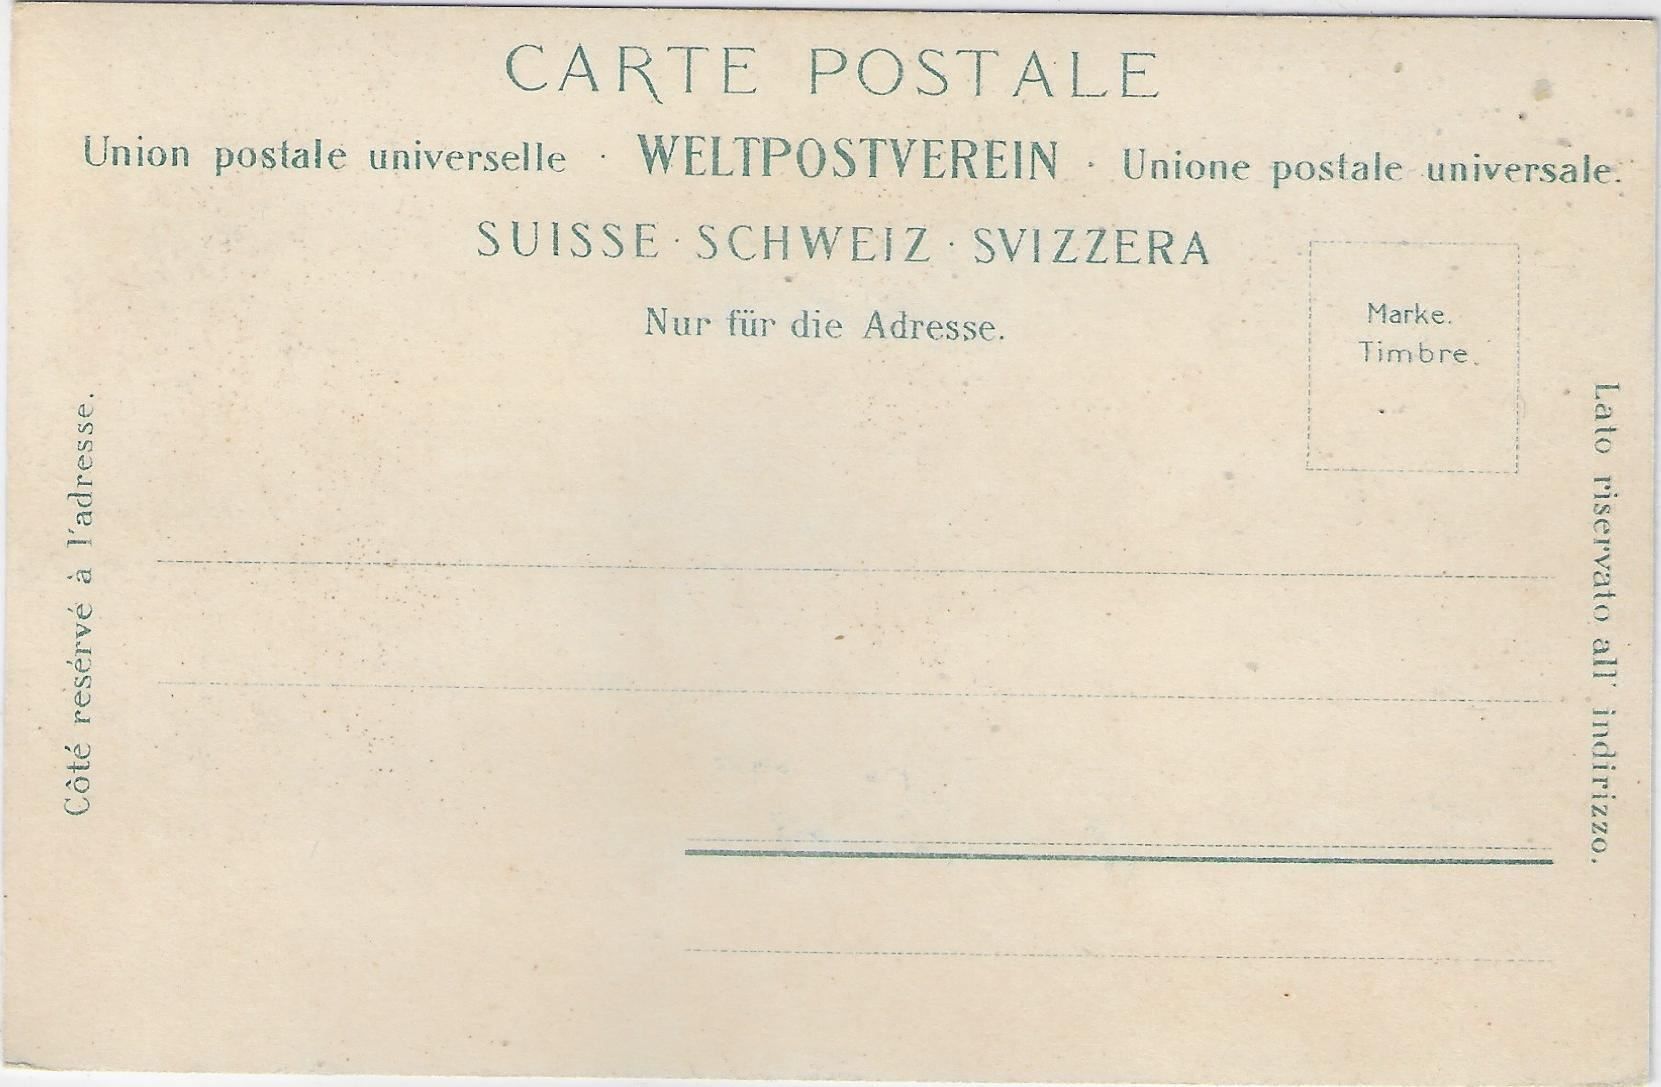 CARTE POSTALE
Union postale universelle · WELTPOSTVEREIN · Unione postale universale.
SUISSE · SCHWEIZ · SVIZZERA
Nur für die Adresse.
Marke.
Timbre.
Côté resérvé à l'adresse.
Lato riservato all' indirizzo.